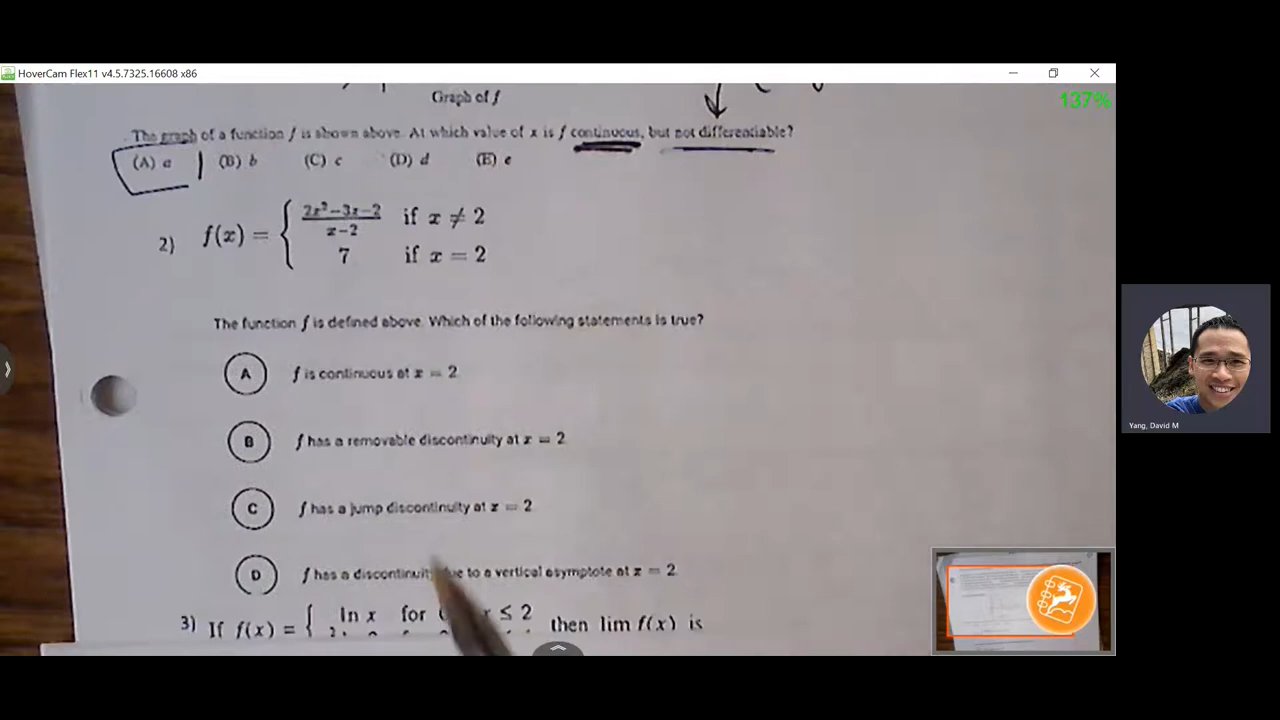 HoverCam Flex11 v4.5.7325.16608 x86
137%
Graph of f
The graph of a function f is shown above. At which value of x is f continuous, but not differentiable?
(A) a (B) b (C) c (D) d (E) e
2) f(x) = { 2x²-3x-2 / x-2 if x ≠ 2
7 if x = 2
The function f is defined above. Which of the following statements is true?
A f is continuous at x = 2.
B f has a removable discontinuity at x = 2.
C f has a jump discontinuity at x = 2.
D f has a discontinuity due to a vertical asymptote at x = 2.
3) If f(x) = { ln x for x ≤ 2 then lim f(x) is
Yang, David M